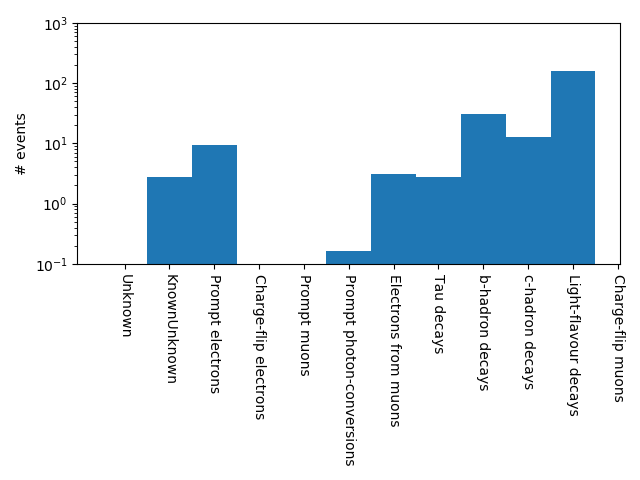 10³
10²
10¹
10⁰
10⁻¹
# events
Unknown
KnownUnknown
Prompt electrons
Charge-flip electrons
Prompt muons
Prompt photon-conversions
Electrons from muons
Tau decays
b-hadron decays
c-hadron decays
Light-flavour decays
Charge-flip muons